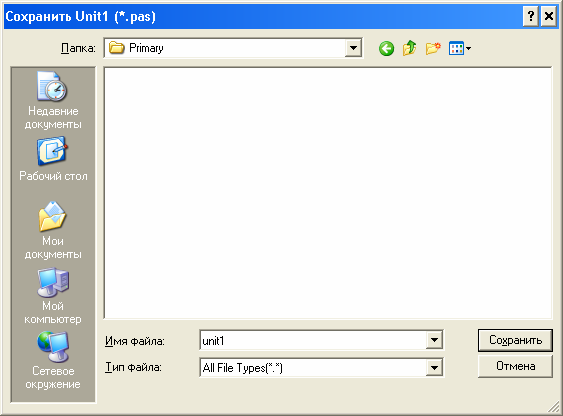 Сохранить Unit1 (*.pas)
Папка: Primary
Недавние
документы
Рабочий стол
Мои
документы
Мой
компьютер
Сетевое
окружение
Имя файла: unit1 Сохранить
Тип файла: All File Types(*.*) Отмена